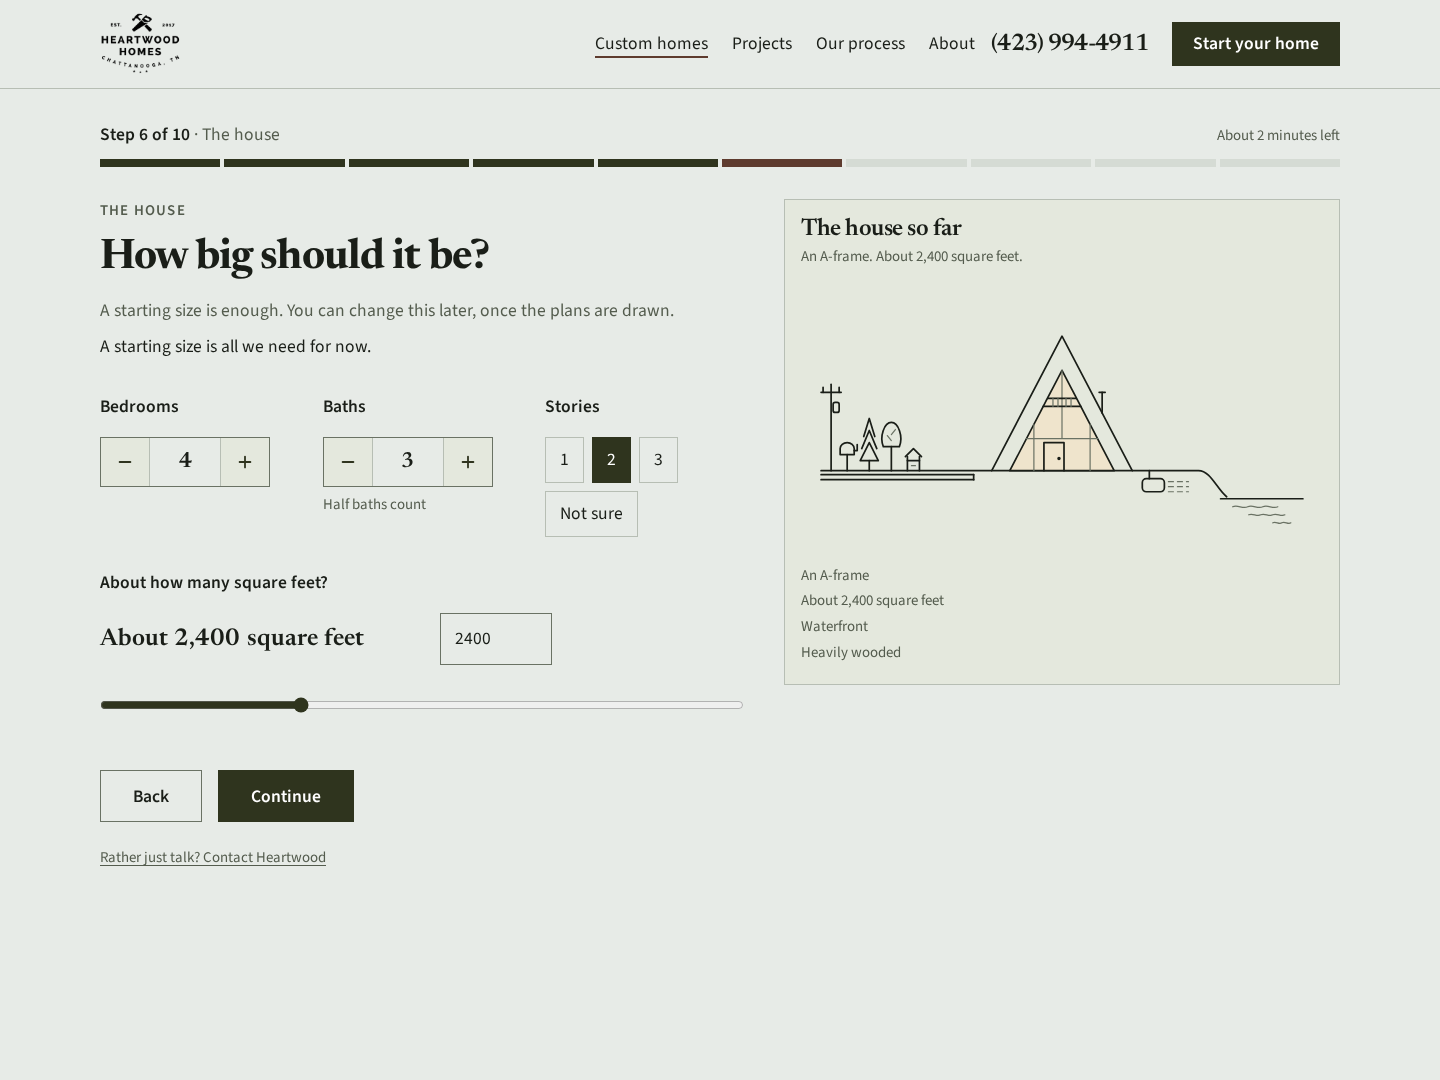 EST. 2017
HEARTWOOD
HOMES
CHATTANOOGA, TN
Custom homes
Projects
Our process
About
(423) 994-4911
Start your home
Step 6 of 10 · The house
About 2 minutes left
THE HOUSE
How big should it be?
A starting size is enough. You can change this later, once the plans are drawn.
A starting size is all we need for now.
Bedrooms
− 4 +
Baths
− 3 +
Half baths count
Stories
1 2 3
Not sure
About how many square feet?
About 2,400 square feet
2400
Back
Continue
Rather just talk? Contact Heartwood
The house so far
An A-frame. About 2,400 square feet.
An A-frame
About 2,400 square feet
Waterfront
Heavily wooded